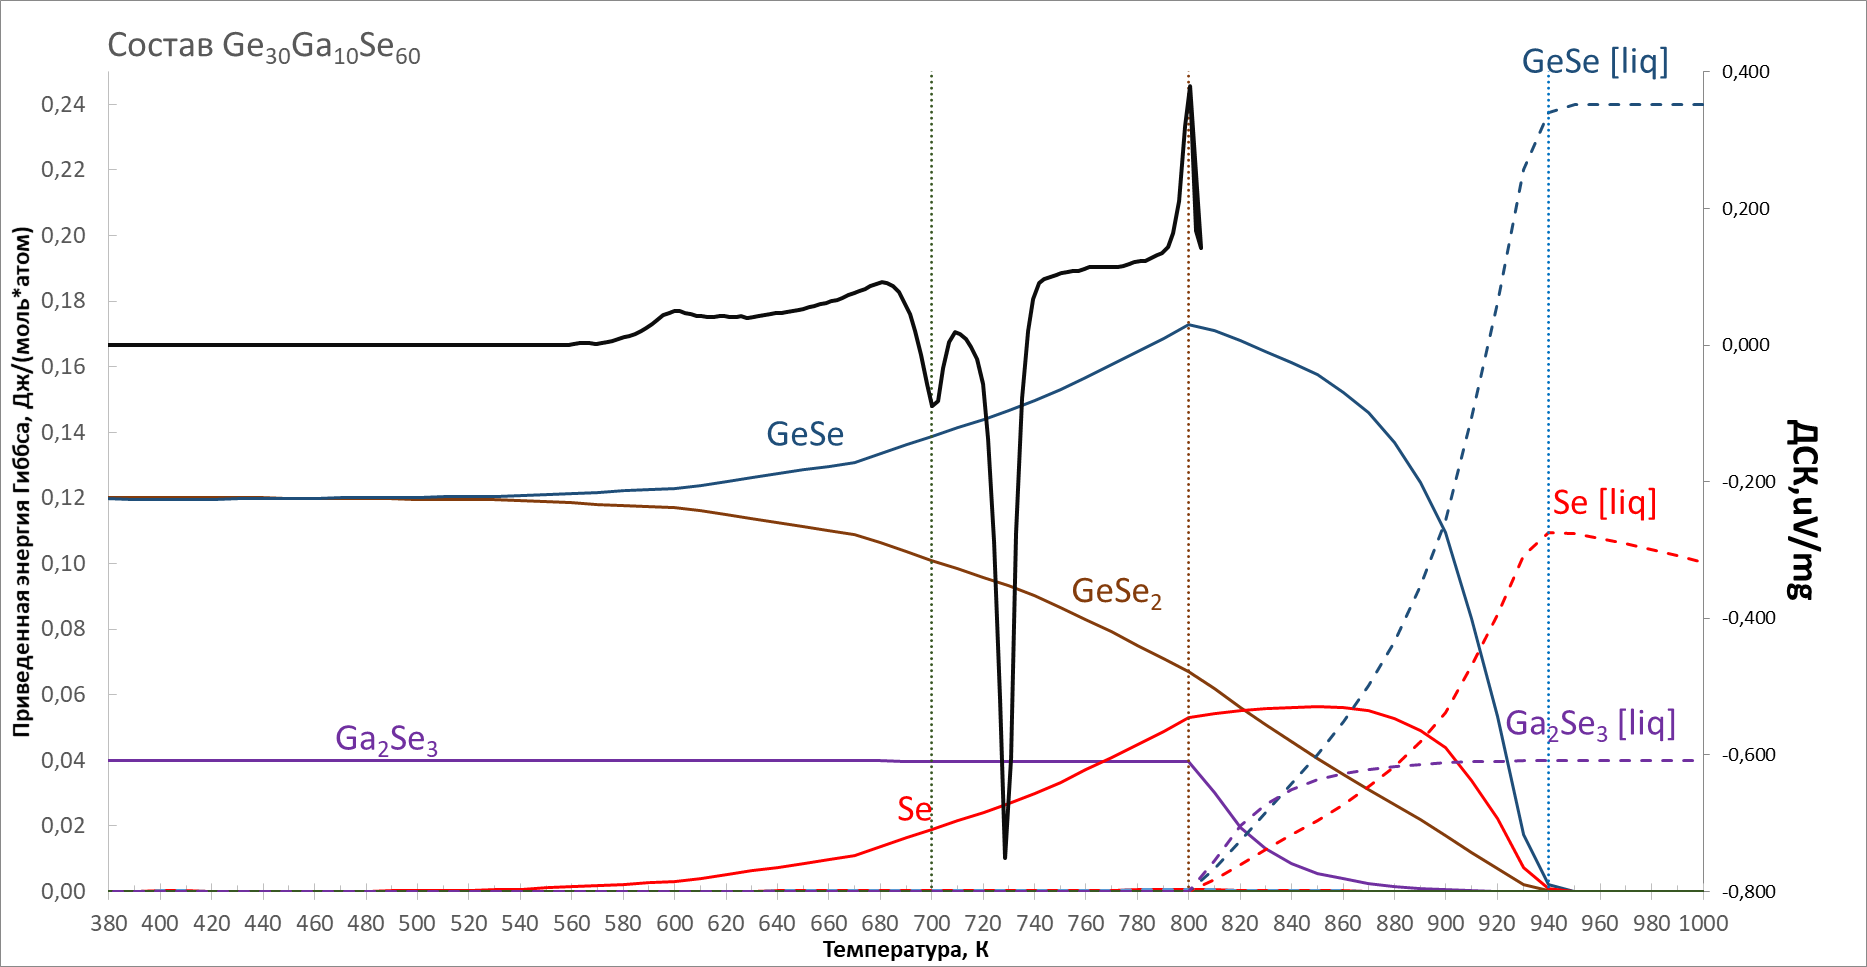 Состав Ge₃₀Ga₁₀Se₆₀
GeSe [liq]
0,24
0,22
0,20
0,18
0,16
0,14
0,12
0,10
0,08
0,06
0,04
0,02
0,00
Приведенная энергия Гиббса, Дж/(моль*атом)
0,400
0,200
0,000
-0,200
-0,400
-0,600
-0,800
ДСК,uV/mg
GeSe
Se [liq]
GeSe₂
Ga₂Se₃
Ga₂Se₃ [liq]
Se
380 400 420 440 460 480 500 520 540 560 580 600 620 640 660 680 700 720 740 760 780 800 820 840 860 880 900 920 940 960 980 1000
Температура, К